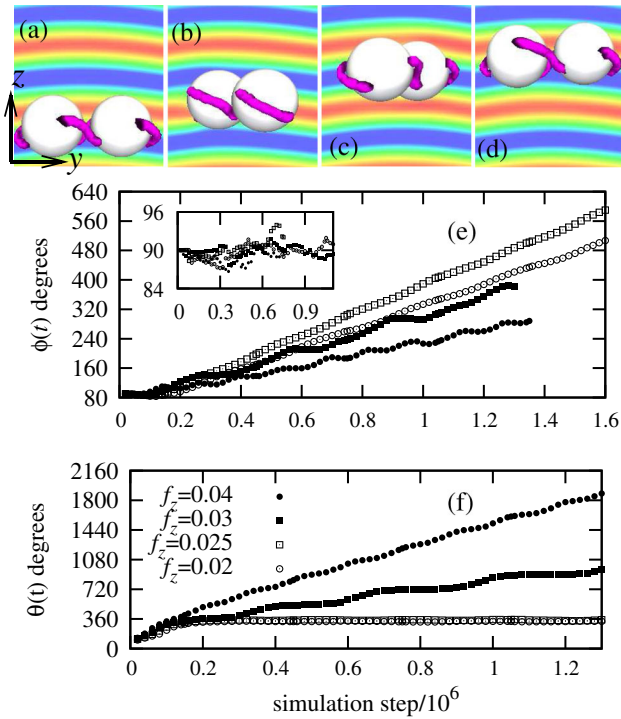 (a)
(b)
(c)
(d)
z
y
640
560
480
400
320
240
160
80
ϕ(t) degrees
(e)
96
90
84
0 0.3 0.6 0.9
0 0.2 0.4 0.6 0.8 1 1.2 1.4 1.6
2160
1800
1440
1080
720
360
0
θ(t) degrees
(f)
f_z=0.04
f_z=0.03
f_z=0.025
f_z=0.02
0 0.2 0.4 0.6 0.8 1 1.2
simulation step/10^6